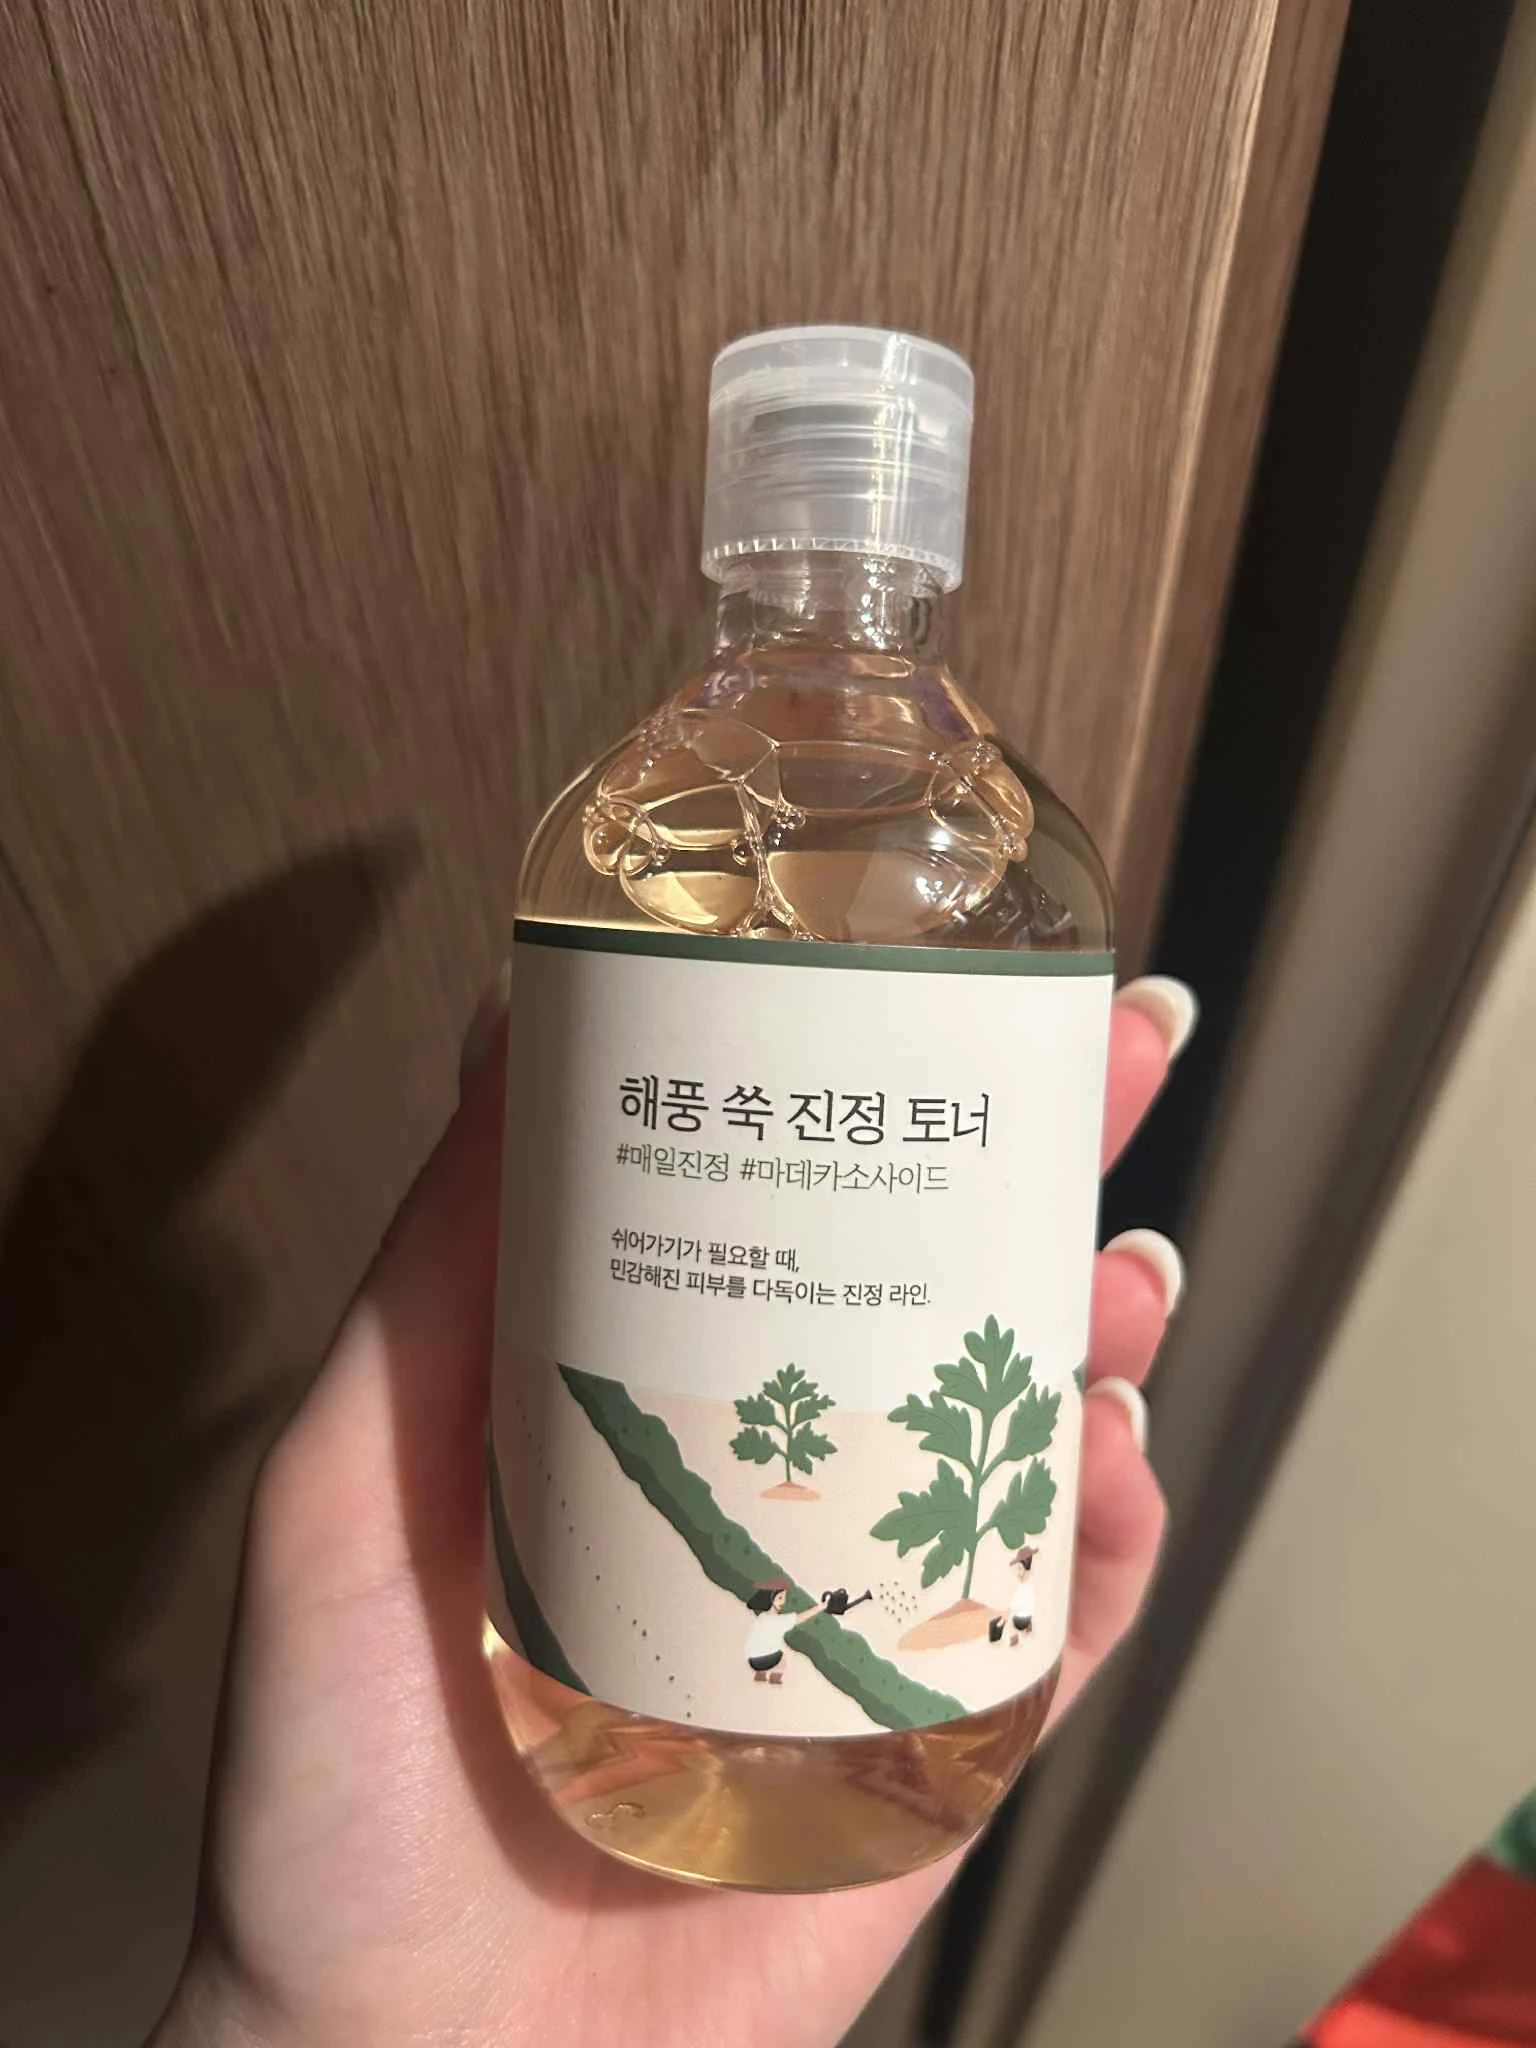 해풍 쑥 진정 토너
#매일진정 #마데카소사이드
쉬어가기가 필요할 때,
민감해진 피부를 다독이는 진정 라인.